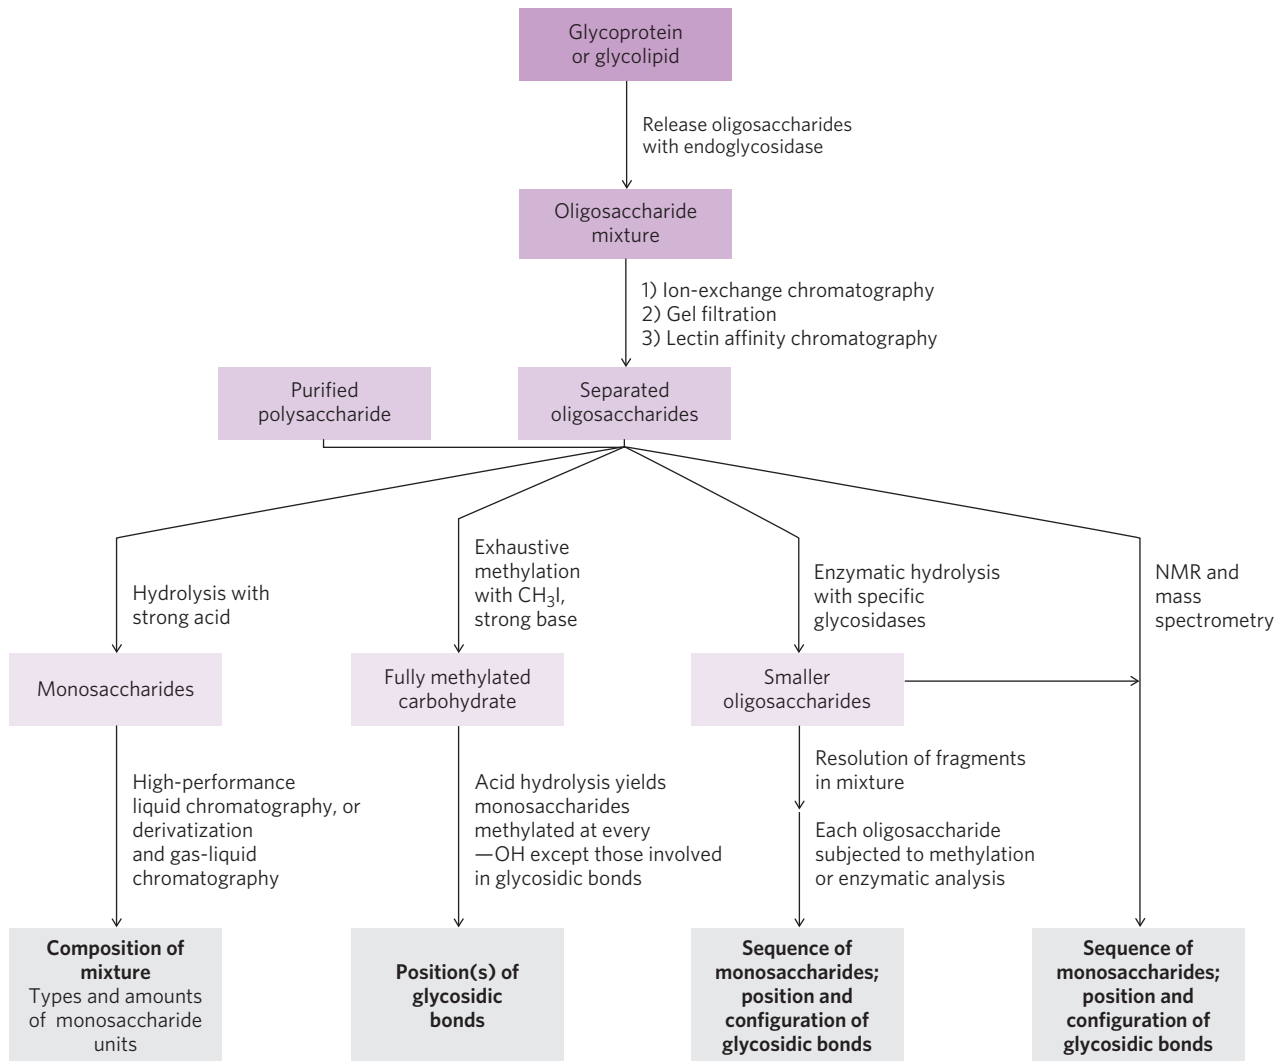 Glycoprotein
or glycolipid
Release oligosaccharides
with endoglycosidase
Oligosaccharide
mixture
1) Ion-exchange chromatography
2) Gel filtration
3) Lectin affinity chromatography
Purified
polysaccharide
Separated
oligosaccharides
Hydrolysis with
strong acid
Exhaustive
methylation
with CH₃I,
strong base
Enzymatic hydrolysis
with specific
glycosidases
NMR and
mass
spectrometry
Monosaccharides
Fully methylated
carbohydrate
Smaller
oligosaccharides
High-performance
liquid chromatography, or
derivatization
and gas-liquid
chromatography
Acid hydrolysis yields
monosaccharides
methylated at every
—OH except those involved
in glycosidic bonds
Resolution of fragments
in mixture
Each oligosaccharide
subjected to methylation
or enzymatic analysis
Composition of
mixture
Types and amounts
of monosaccharide
units
Position(s) of
glycosidic
bonds
Sequence of
monosaccharides;
position and
configuration of
glycosidic bonds
Sequence of
monosaccharides;
position and
configuration of
glycosidic bonds